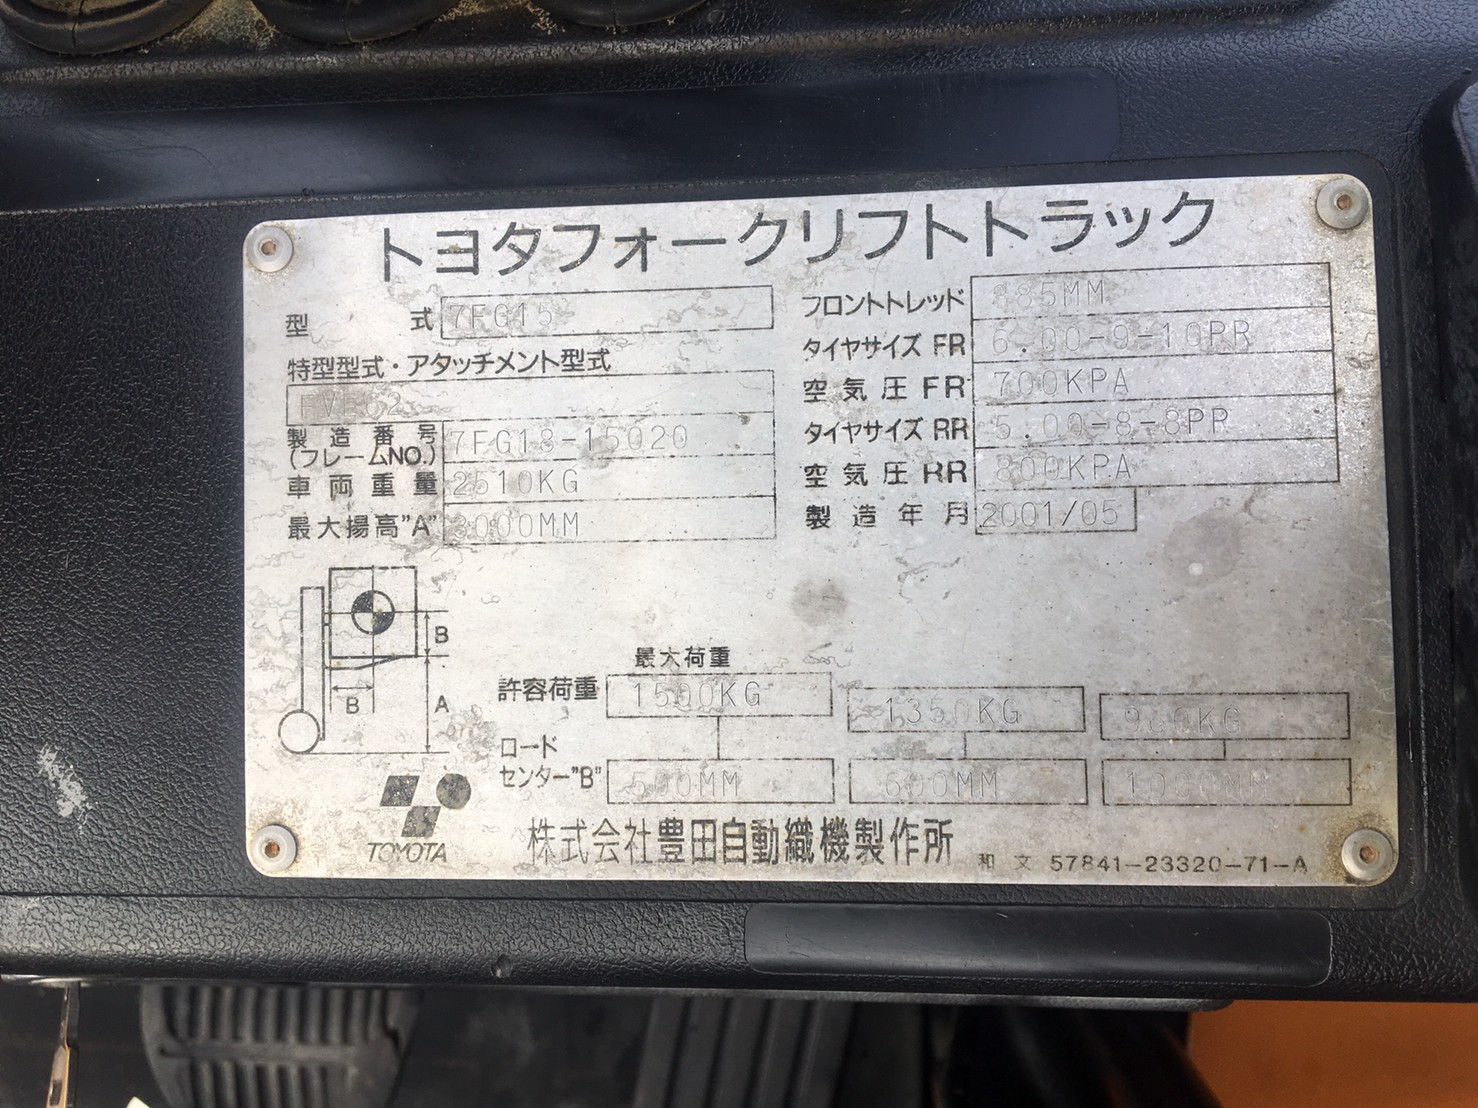 トヨタフォークリフトトラック
型 式 7FG15
特型型式・アタッチメント型式
製造番号 7FG18-15020
(フレームNO.)
車両重量 2510KG
最大揚高"A" 3000MM
フロントトレッド 885MM
タイヤサイズ FR 6.00-9-10PR
空気圧 FR 700KPA
タイヤサイズ RR 5.00-8-8PR
空気圧 RR 800KPA
製造年月 2001/05
B
B
A
最大荷重
許容荷重 1500KG 1350KG 960KG
ロード
センター"B" 500MM 600MM 1000MM
TOYOTA
株式会社豊田自動織機製作所
和文 57841-23320-71-A